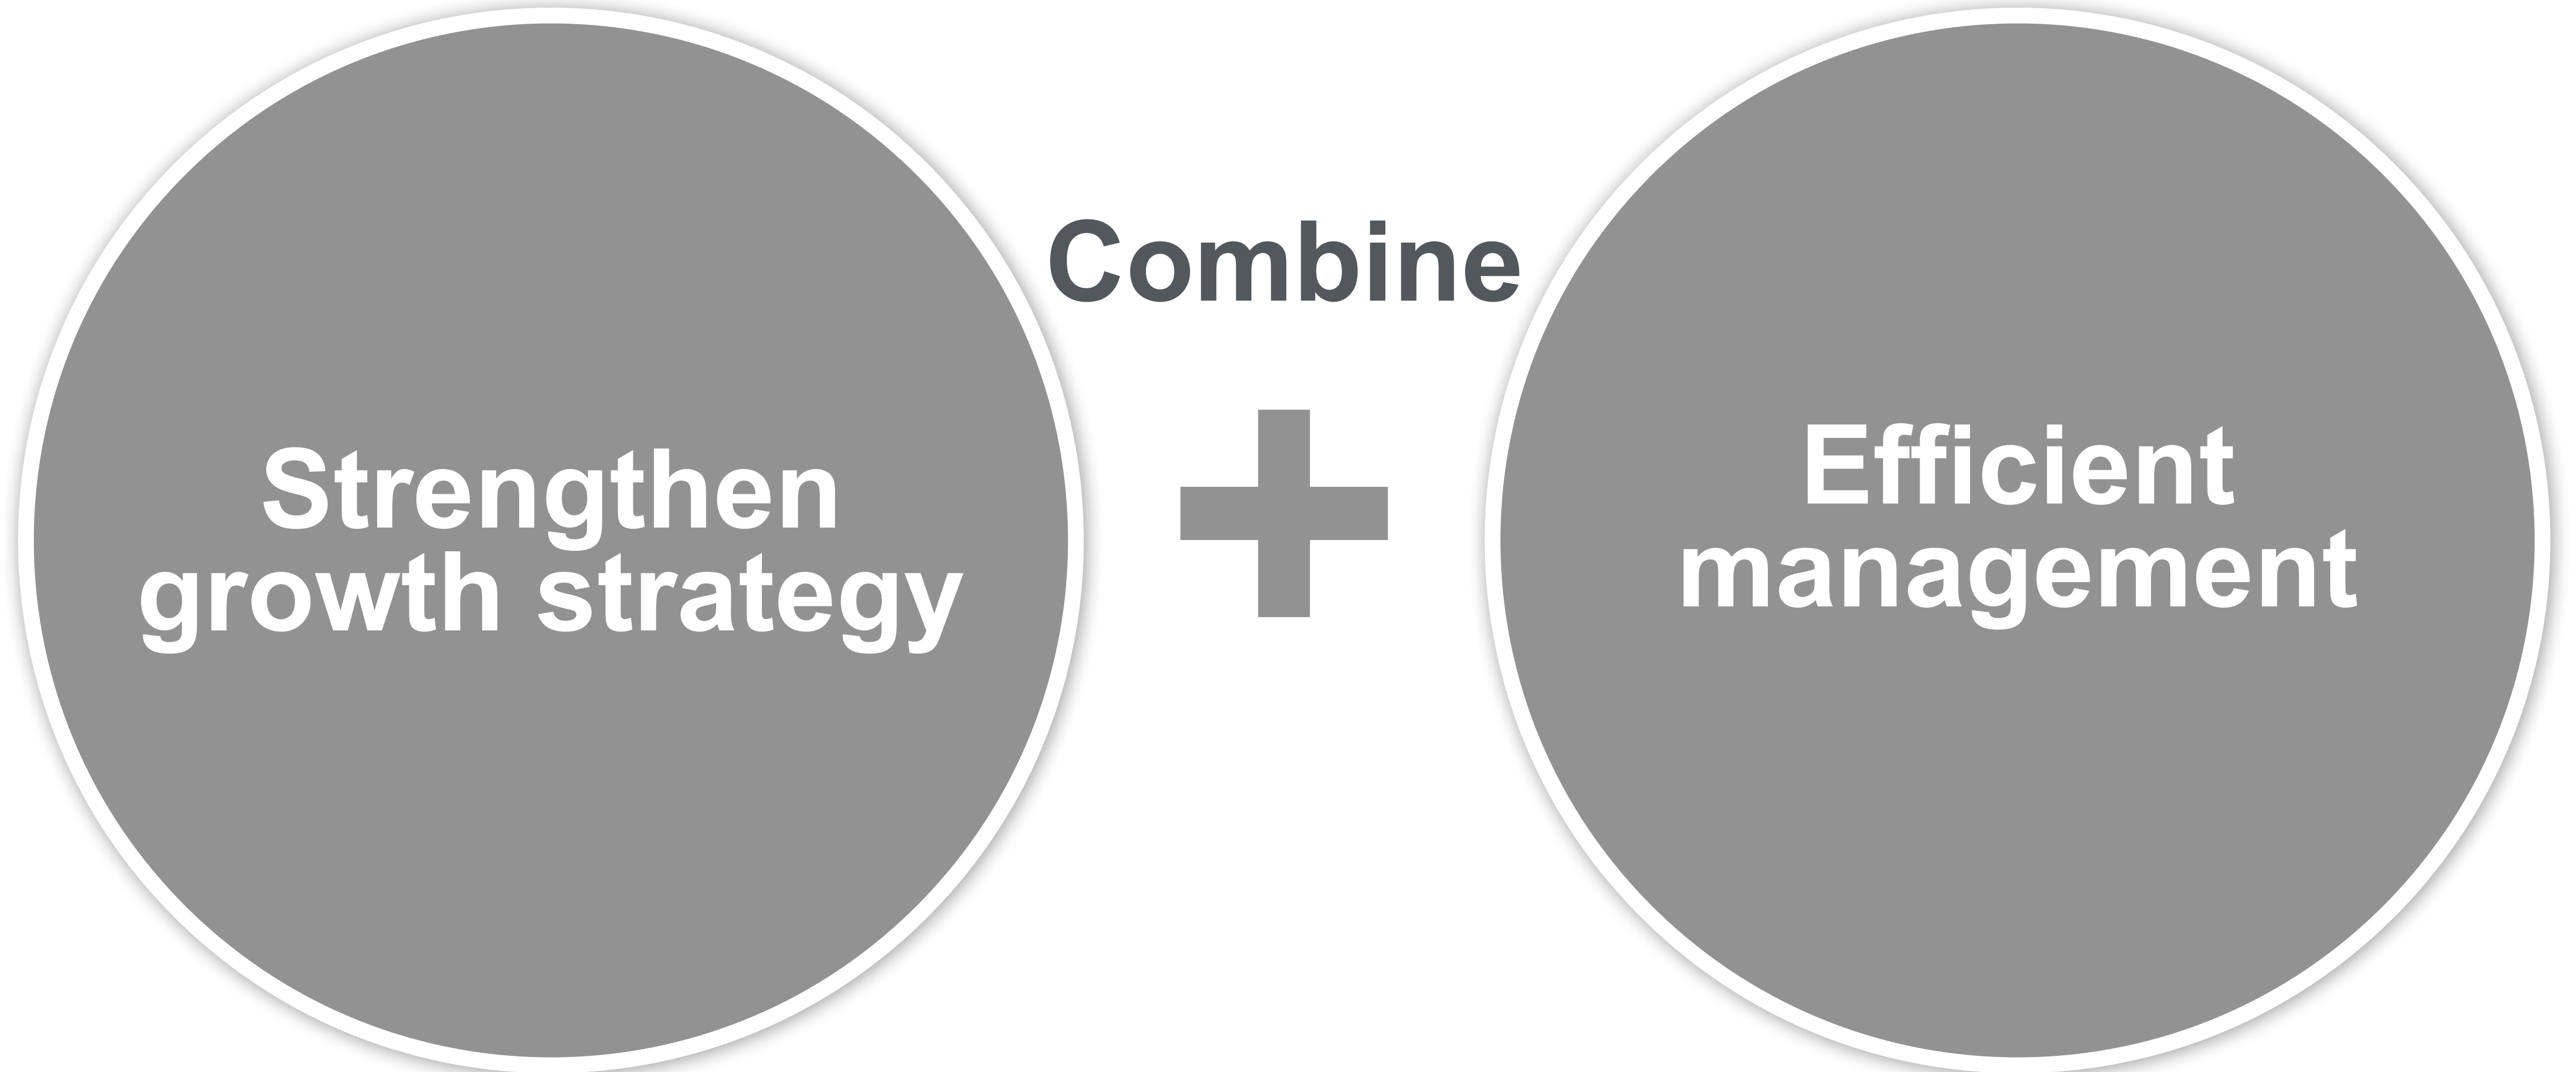 Strengthen
growth strategy
Combine
+
Efficient
management